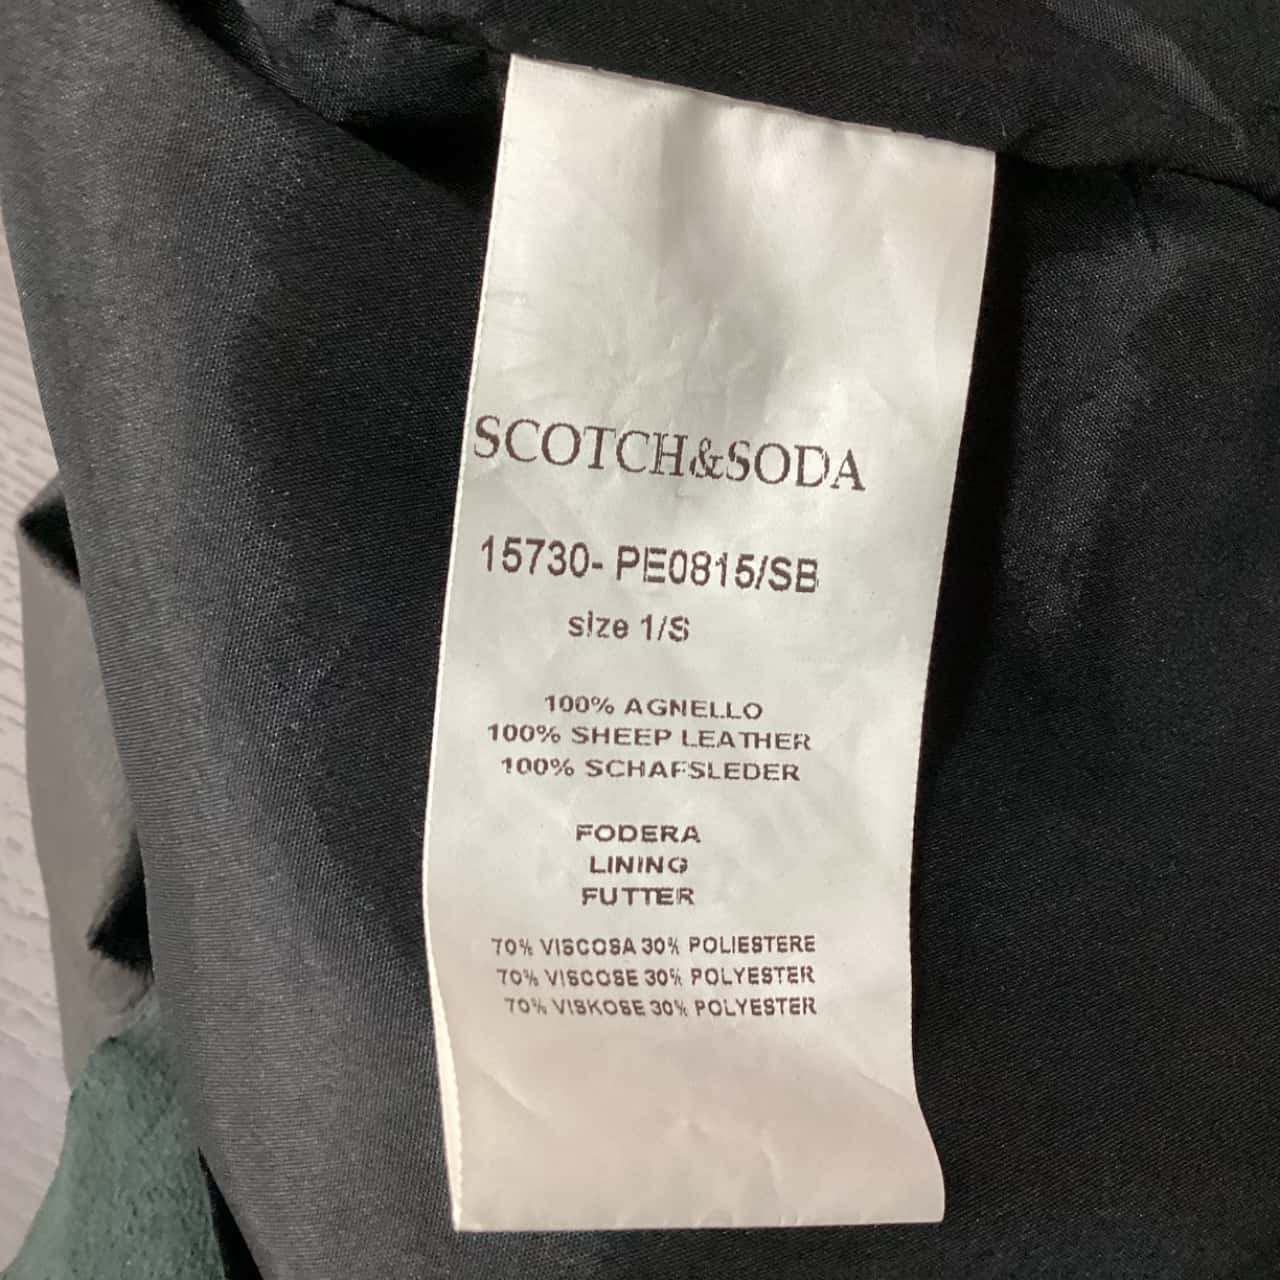 SCOTCH&SODA
15730- PE0815/SB
size 1/S
100% AGNELLO
100% SHEEP LEATHER
100% SCHAFSLEDER
FODERA
LINING
FUTTER
70% VISCOSA 30% POLIESTERE
70% VISCOSE 30% POLYESTER
70% VISKOSE 30% POLYESTER